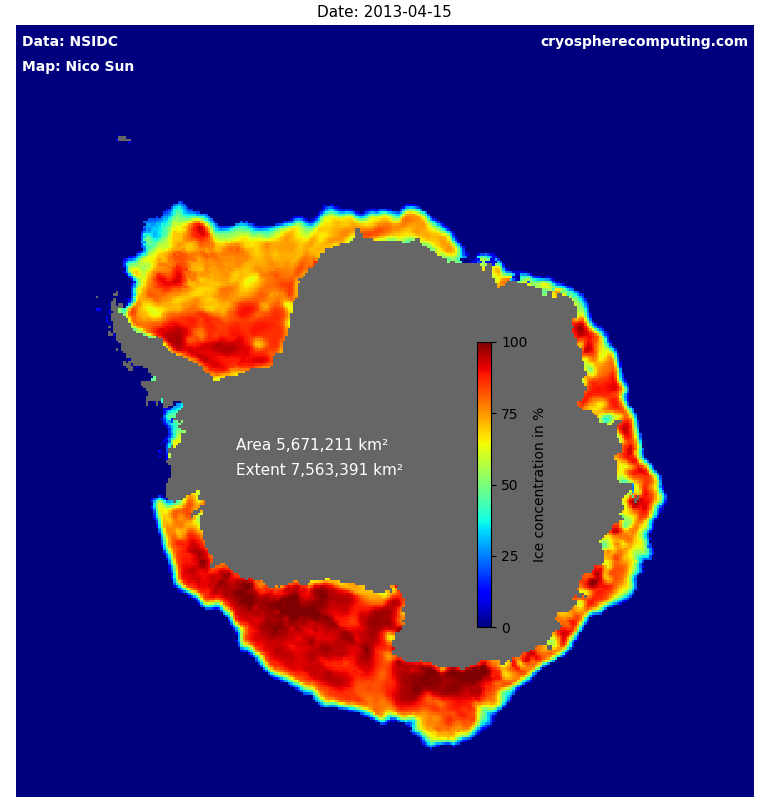 Date: 2013-04-15
Data: NSIDC
cryospherecomputing.com
Map: Nico Sun
100
75
50
25
0
Ice concentration in %
Area 5,671,211 km²
Extent 7,563,391 km²